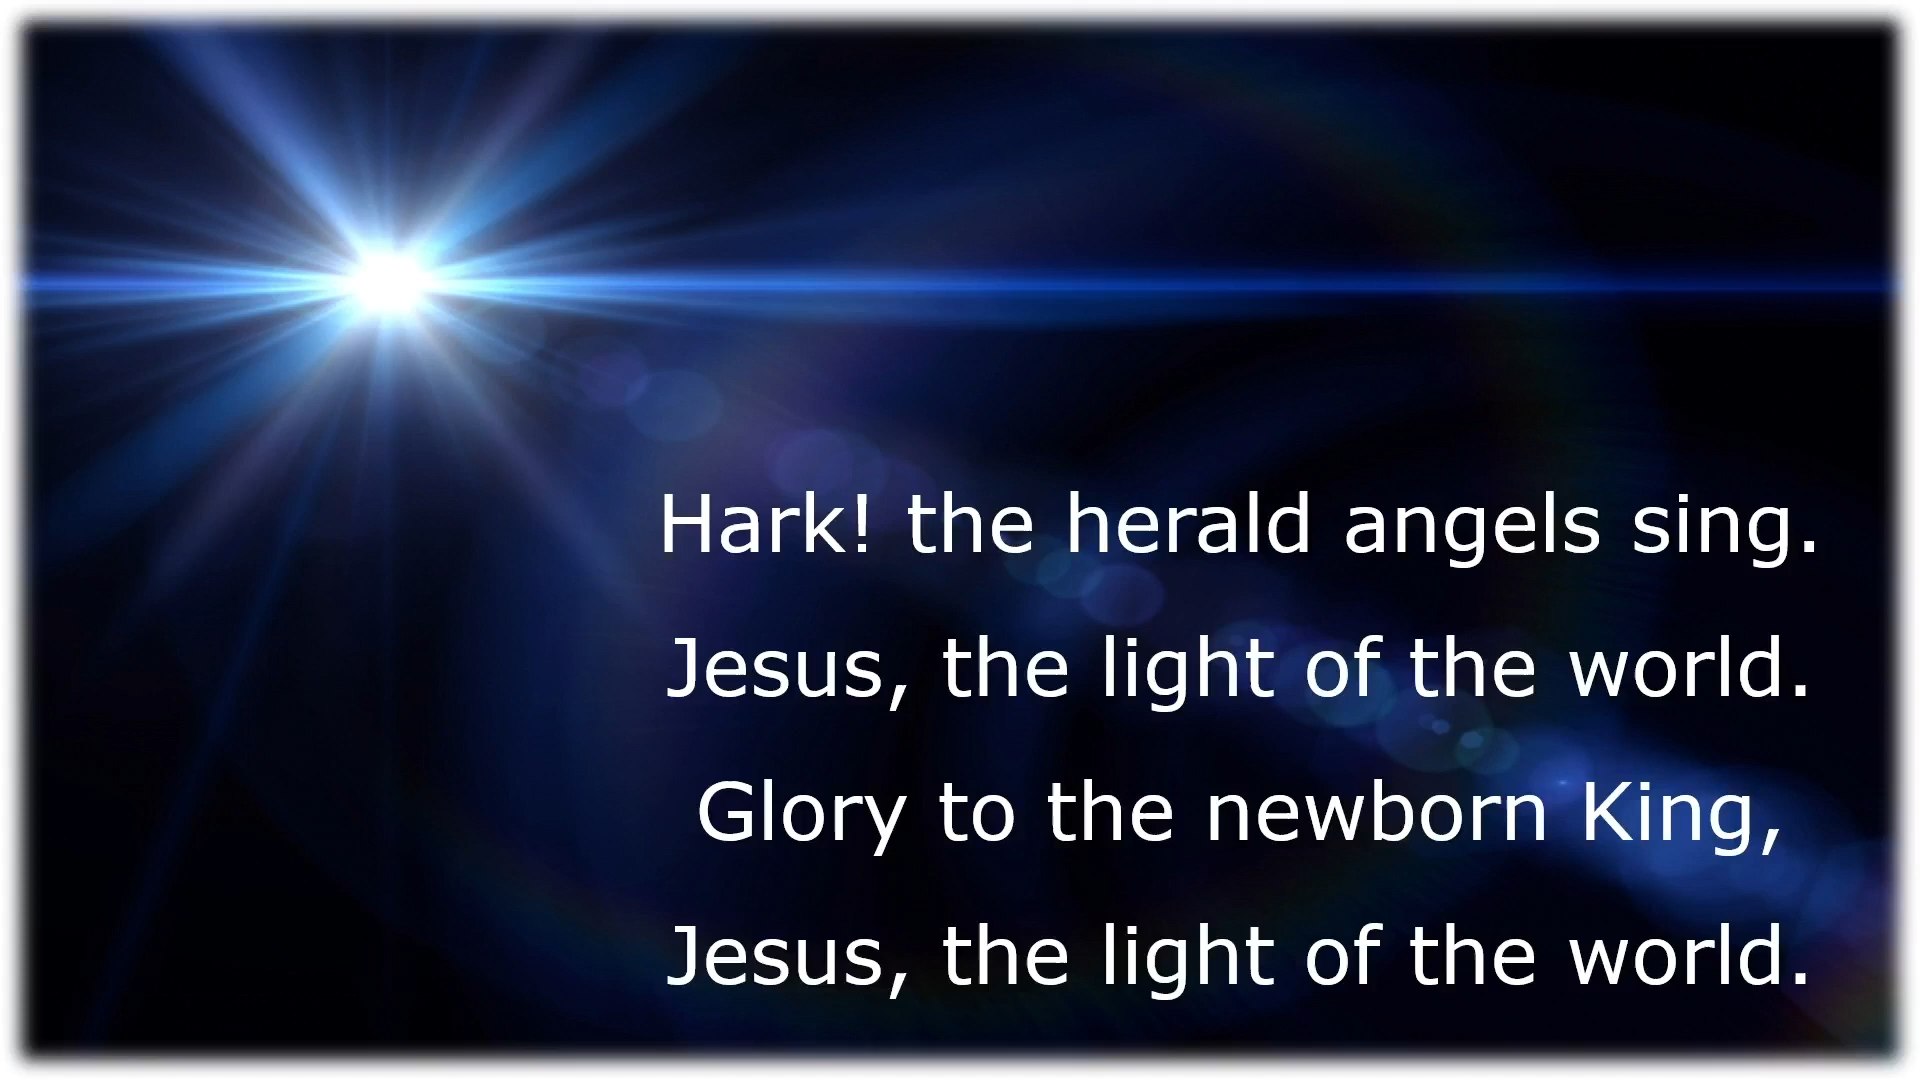 Hark! the herald angels sing.
Jesus, the light of the world.
Glory to the newborn King,
Jesus, the light of the world.